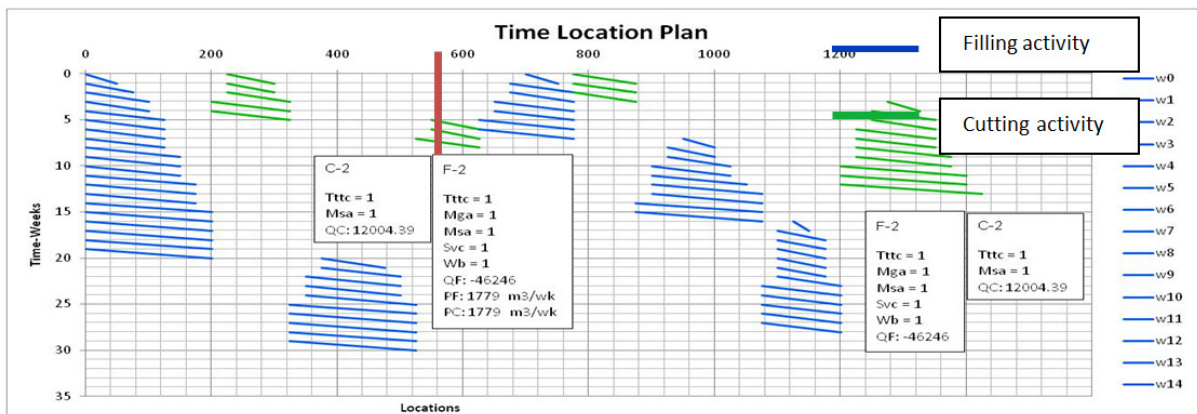 Time Location Plan
Filling activity
Cutting activity
0 200 400 600 800 1000 1200
Time-Weeks
0
5
10
15
20
25
30
35
Locations
C-2
Tttc = 1
Msa = 1
QC: 12004.39
F-2
Tttc = 1
Mga = 1
Msa = 1
Svc = 1
Wb = 1
QF: -46246
PF: 1779 m3/wk
PC: 1779 m3/wk
F-2
Tttc = 1
Mga = 1
Msa = 1
Svc = 1
Wb = 1
QF: -46246
C-2
Tttc = 1
Msa = 1
QC: 12004.39
w0
w1
w2
w3
w4
w5
w6
w7
w8
w9
w10
w11
w12
w13
w14